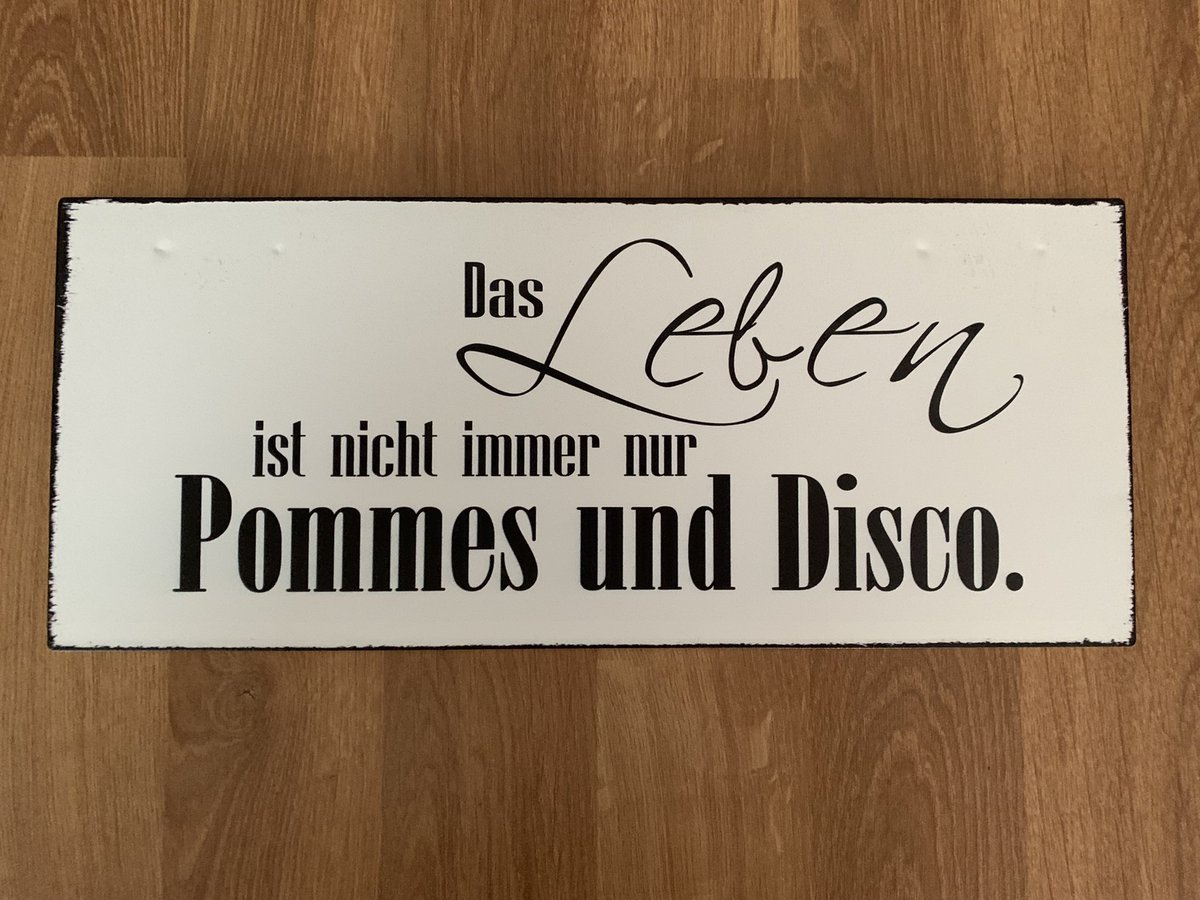 Das Leben
ist nicht immer nur
Pommes und Disco.